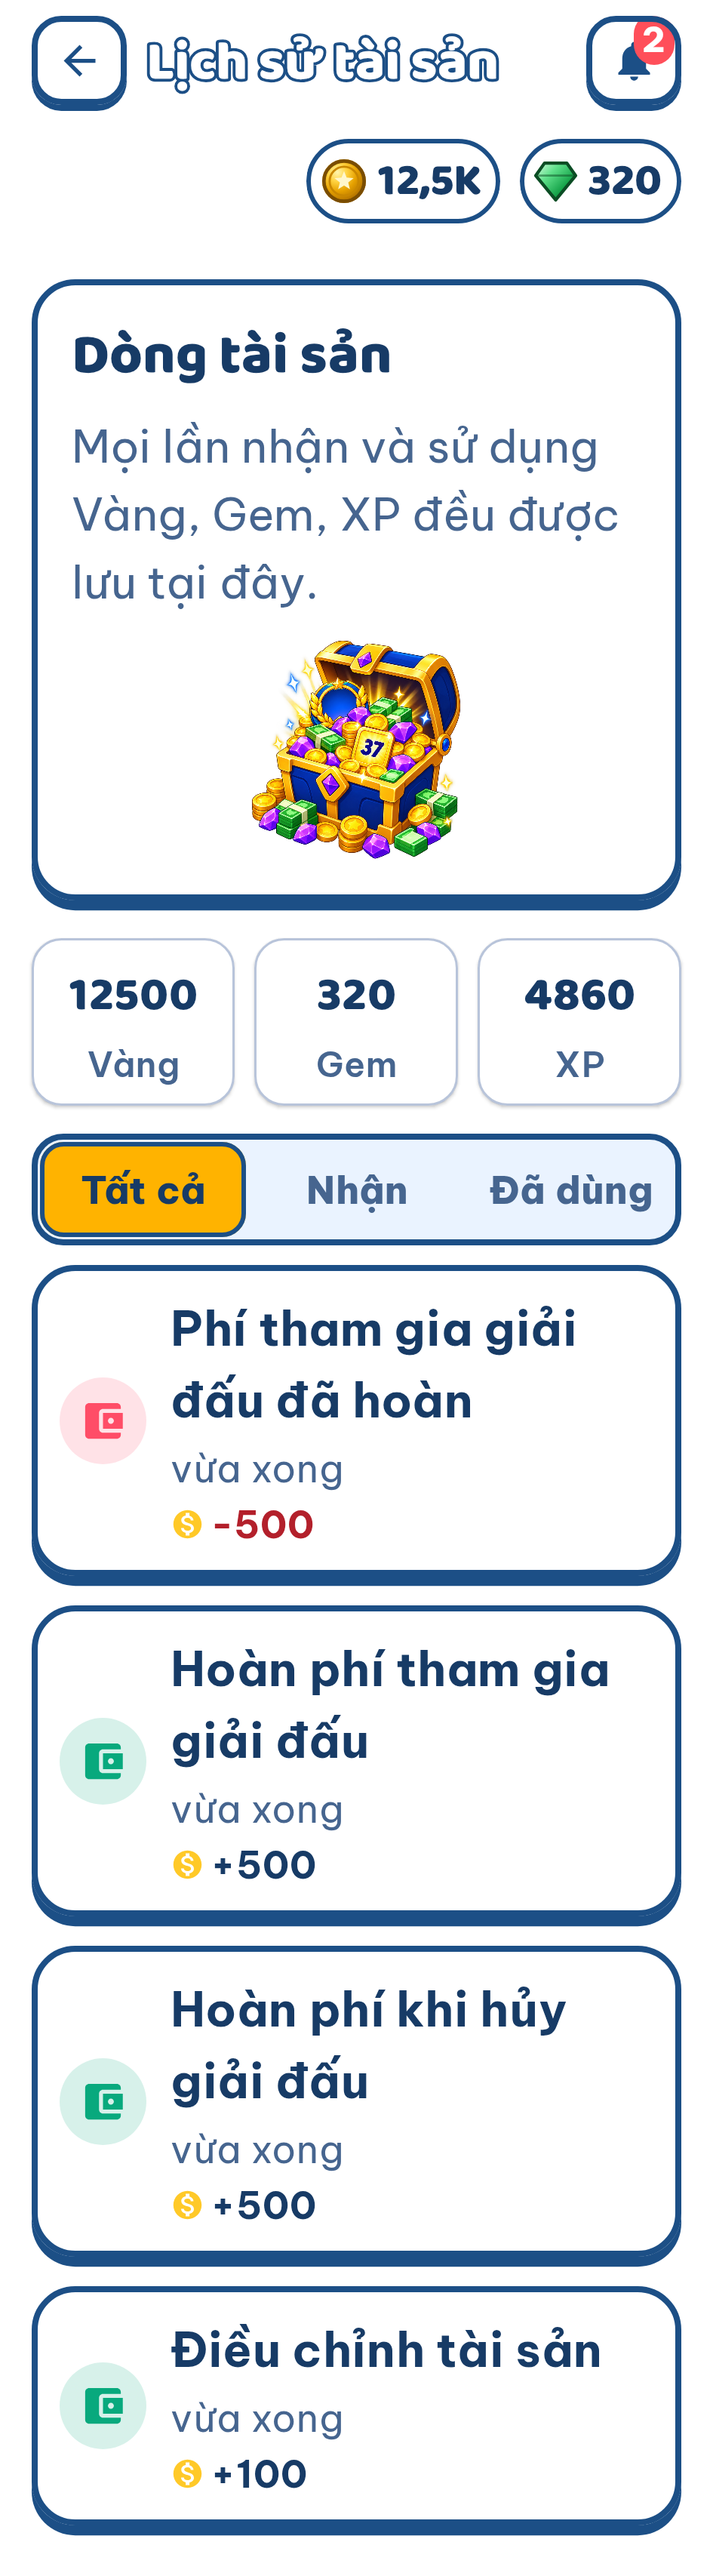 Lịch sử tài sản
2
12,5K
320
Dòng tài sản
Mọi lần nhận và sử dụng
Vàng, Gem, XP đều được
lưu tại đây.
37
12500
Vàng
320
Gem
4860
XP
Tất cả
Nhận
Đã dùng
Phí tham gia giải
đấu đã hoàn
vừa xong
$ -500
Hoàn phí tham gia
giải đấu
vừa xong
$ +500
Hoàn phí khi hủy
giải đấu
vừa xong
$ +500
Điều chỉnh tài sản
vừa xong
$ +100